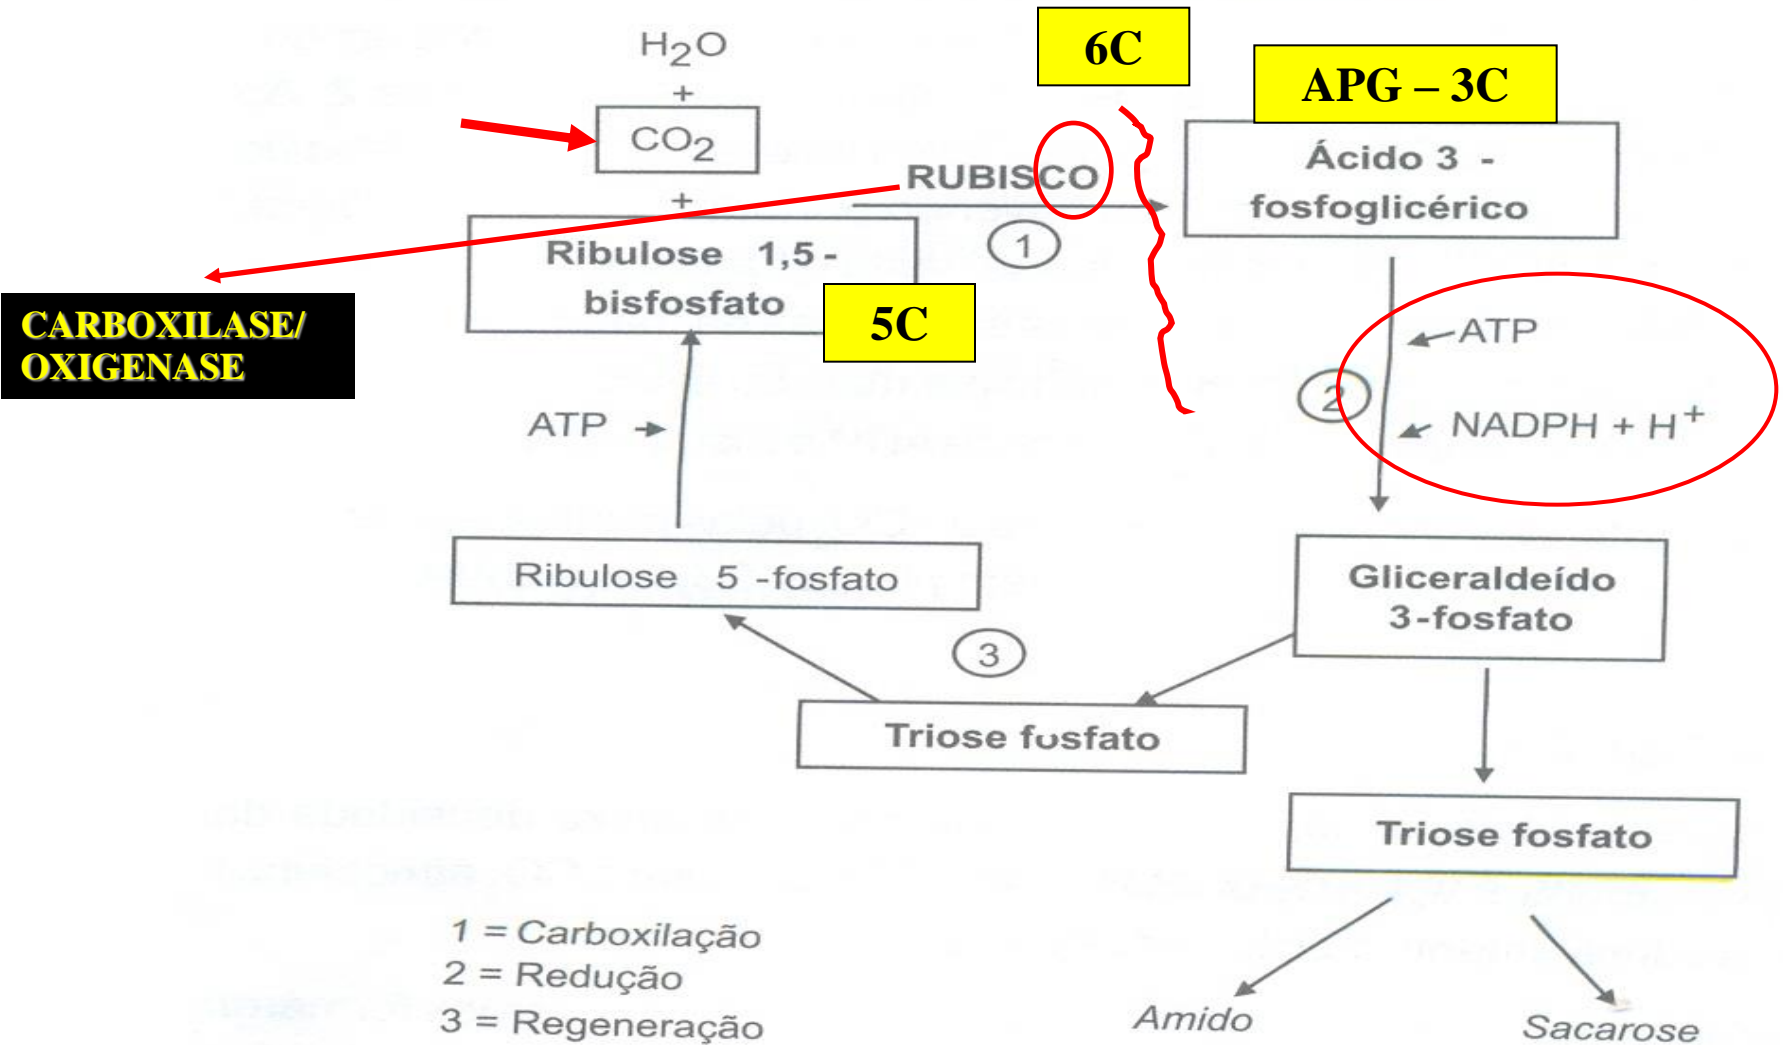 H2O
+
CO2
+
6C
APG – 3C
RUBISCO
1
Ácido 3 -
fosfoglicérico
Ribulose 1,5 -
bisfosfato
5C
CARBOXILASE/
OXIGENASE
ATP
2
NADPH + H+
ATP
Ribulose 5 -fosfato
Gliceraldeído
3-fosfato
3
Triose fosfato
Triose fosfato
1 = Carboxilação
2 = Redução
3 = Regeneração
Amido
Sacarose